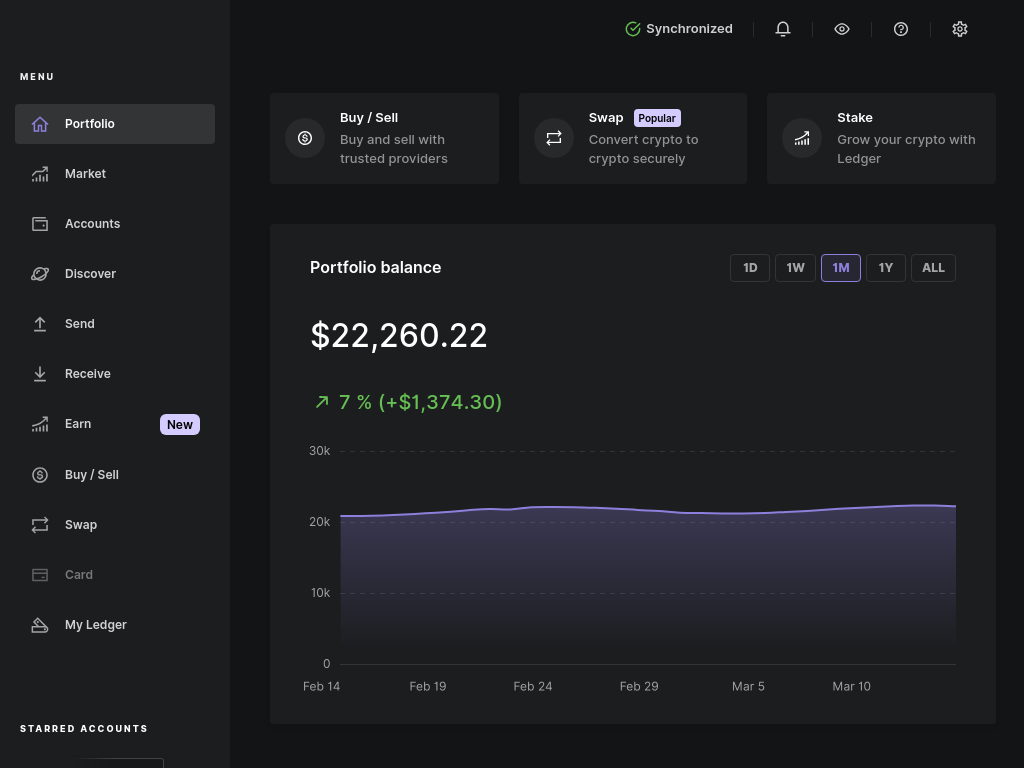 Synchronized
MENU
Portfolio
Market
Accounts
Discover
Send
Receive
Earn New
Buy / Sell
Swap
Card
My Ledger
STARRED ACCOUNTS
Buy / Sell
Buy and sell with
trusted providers
Swap Popular
Convert crypto to
crypto securely
Stake
Grow your crypto with
Ledger
Portfolio balance
1D 1W 1M 1Y ALL
$22,260.22
7 % (+$1,374.30)
30k
20k
10k
0
Feb 14 Feb 19 Feb 24 Feb 29 Mar 5 Mar 10